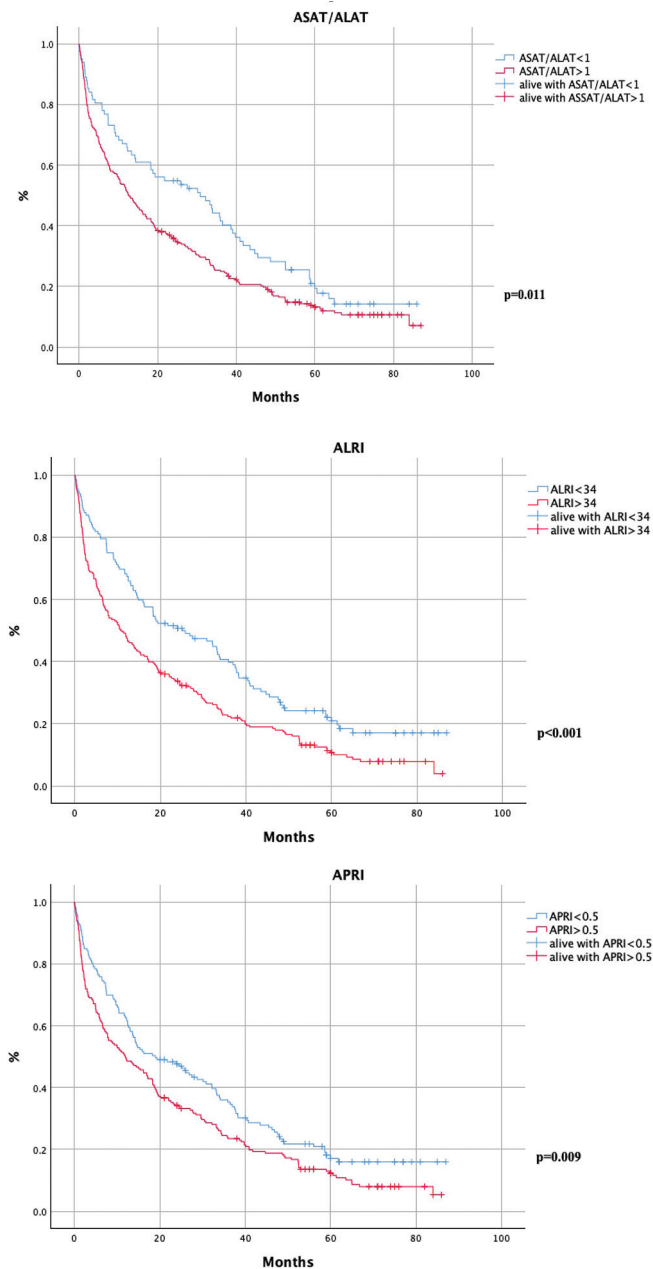 ASAT/ALAT
1.0
0.8
0.6
0.4
0.2
0.0
%
0 20 40 60 80 100
Months
ASAT/ALAT<1
ASAT/ALAT>1
alive with ASAT/ALAT<1
alive with ASSAT/ALAT>1
p=0.011
ALRI
1.0
0.8
0.6
0.4
0.2
0.0
%
0 20 40 60 80 100
Months
ALRI<34
ALRI>34
alive with ALRI<34
alive with ALRI>34
p<0.001
APRI
1.0
0.8
0.6
0.4
0.2
0.0
%
0 20 40 60 80 100
Months
APRI<0.5
APRI>0.5
alive with APRI<0.5
alive with APRI>0.5
p=0.009